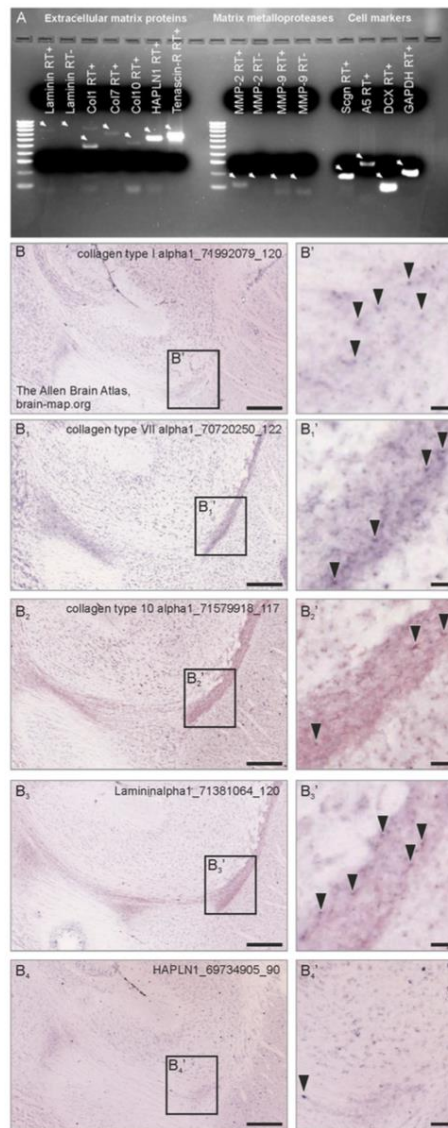 A
Extracellular matrix proteins
Matrix metalloproteases
Cell markers
Laminin RT+
Laminin RT-
Col1 RT+
Col7 RT+
Col10 RT+
HAPLN1 RT+
Tenascin-R RT+
MMP-2 RT+
MMP-2 RT-
MMP-9 RT+
MMP-9 RT-
Scgn RT+
A5 RT+
DCX RT+
GAPDH RT+
B
collagen type I alpha1_74992079_120
B'
The Allen Brain Atlas,
brain-map.org
B'
B₁
collagen type VII alpha1_70720250_122
B₁'
B₁'
B₂
collagen type 10 alpha1_71579918_117
B₂'
B₂'
B₃
Lamininalpha1_71381064_120
B₃'
B₃'
B₄
HAPLN1_69734905_90
B₄'
B₄'